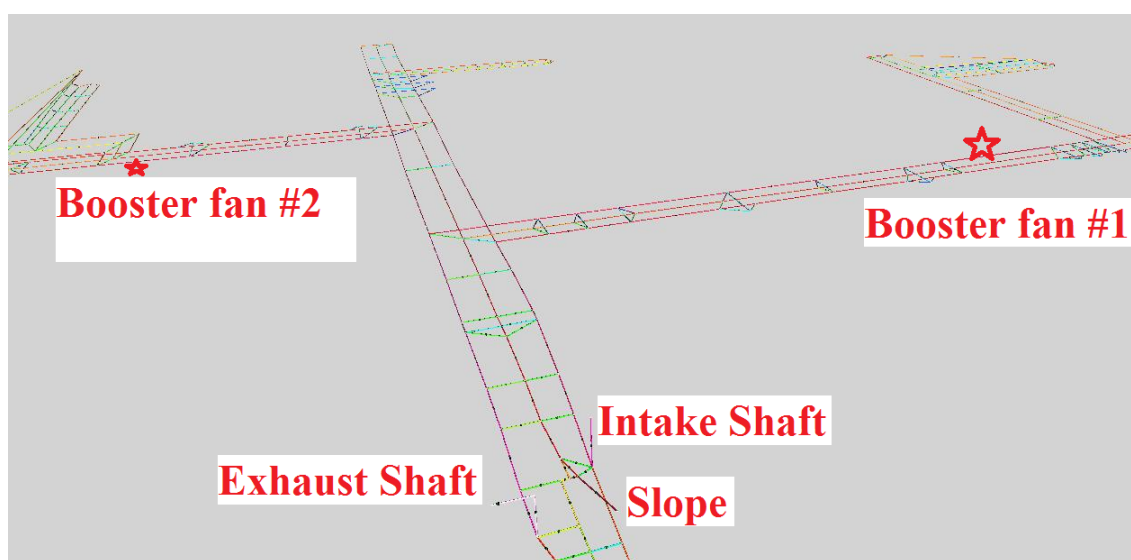 Booster fan #2
Booster fan #1
Intake Shaft
Exhaust Shaft
Slope